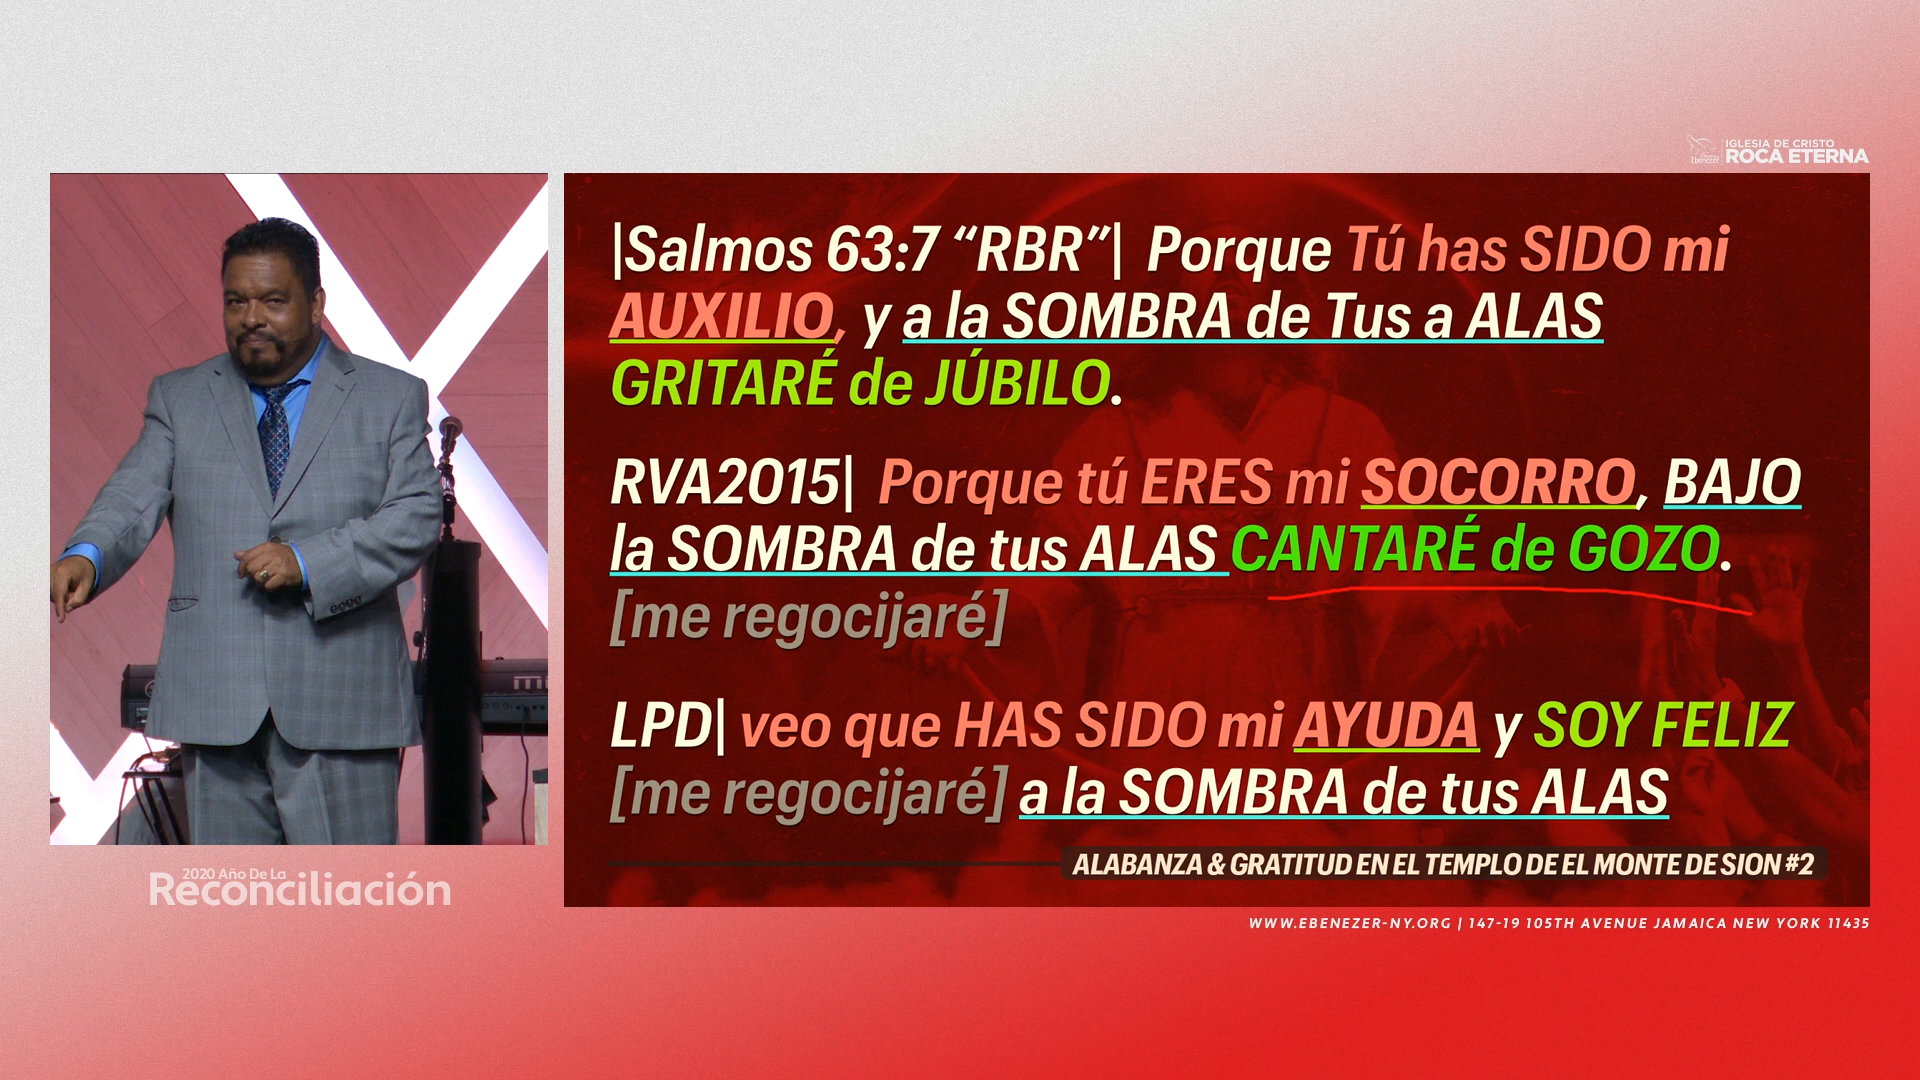 IGLESIA DE CRISTO
Ebenezer
ROCA ETERNA
|Salmos 63:7 “RBR”| Porque Tú has SIDO mi
AUXILIO, y a la SOMBRA de Tus a ALAS
GRITARÉ de JÚBILO.
RVA2015| Porque tú ERES mi SOCORRO, BAJO
la SOMBRA de tus ALAS CANTARÉ de GOZO.
[me regocijaré]
LPD| veo que HAS SIDO mi AYUDA y SOY FELIZ
[me regocijaré] a la SOMBRA de tus ALAS
ALABANZA & GRATITUD EN EL TEMPLO DE EL MONTE DE SION #2
2020 Año De La
Reconciliación
WWW.EBENEZER-NY.ORG | 147-19 105TH AVENUE JAMAICA NEW YORK 11435